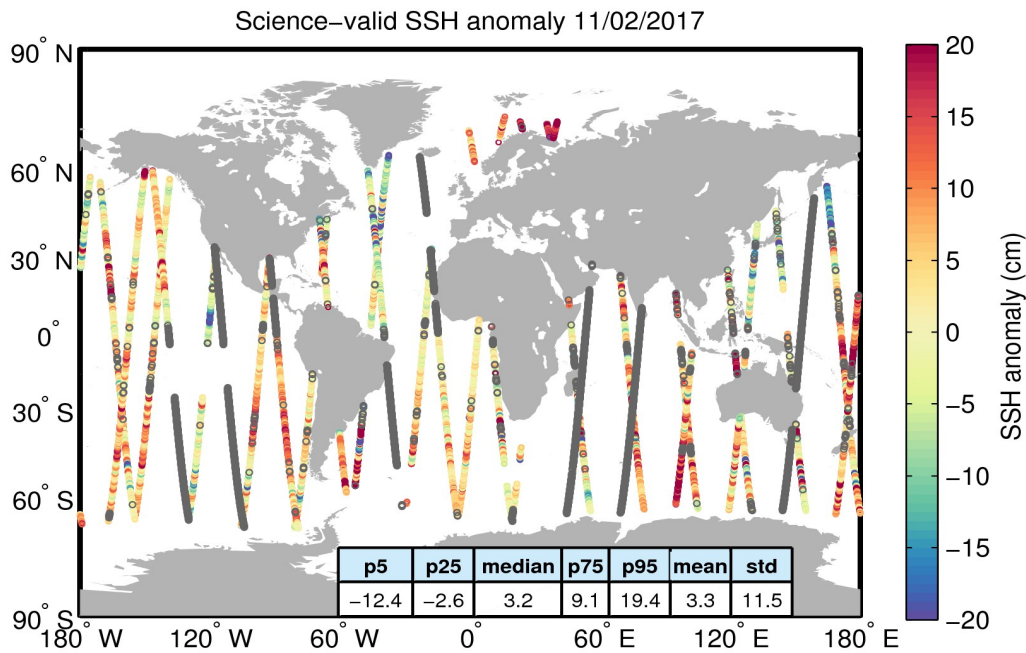 Science−valid SSH anomaly 11/02/2017
90° N
60° N
30° N
0°
30° S
60° S
90° S
180° W
120° W
60° W
0°
60° E
120° E
180° E
p5 p25 median p75 p95 mean std
−12.4 −2.6 3.2 9.1 19.4 3.3 11.5
20
15
10
5
0
−5
−10
−15
−20
SSH anomaly (cm)